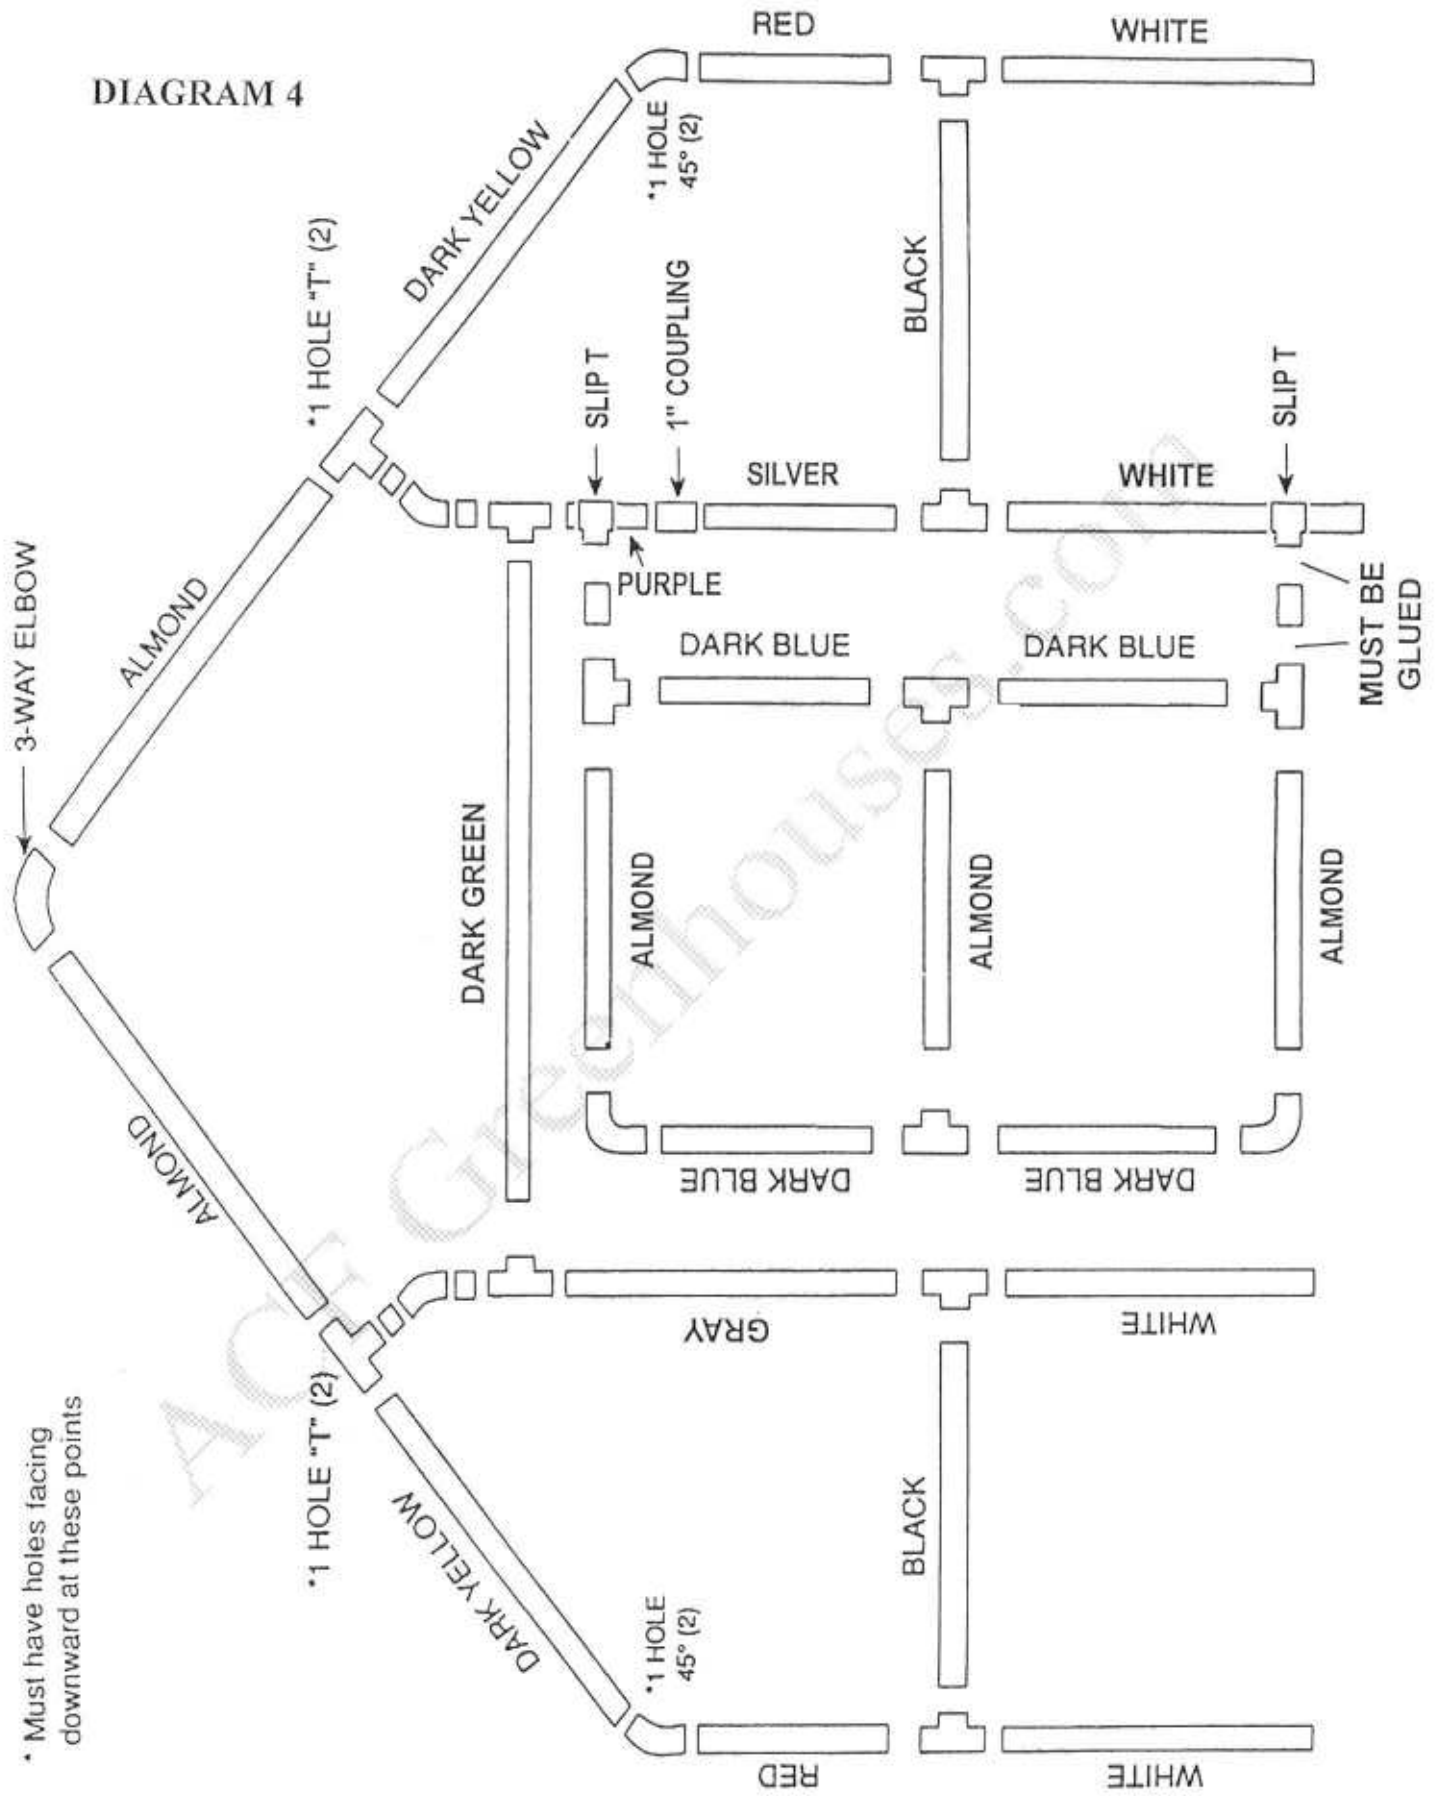 DIAGRAM 4
RED
WHITE
DARK YELLOW
*1 HOLE
45° (2)
*1 HOLE "T" (2)
BLACK
SLIP T
1" COUPLING
SILVER
WHITE
SLIP T
3-WAY ELBOW
ALMOND
PURPLE
MUST BE
GLUED
DARK BLUE
DARK BLUE
DARK GREEN
ALMOND
ALMOND
ALMOND
ALMOND
DARK BLUE
DARK BLUE
GRAY
WHITE
*1 HOLE "T" (2)
DARK YELLOW
BLACK
*1 HOLE
45° (2)
RED
WHITE
* Must have holes facing
downward at these points
ACF Greenhouses.com